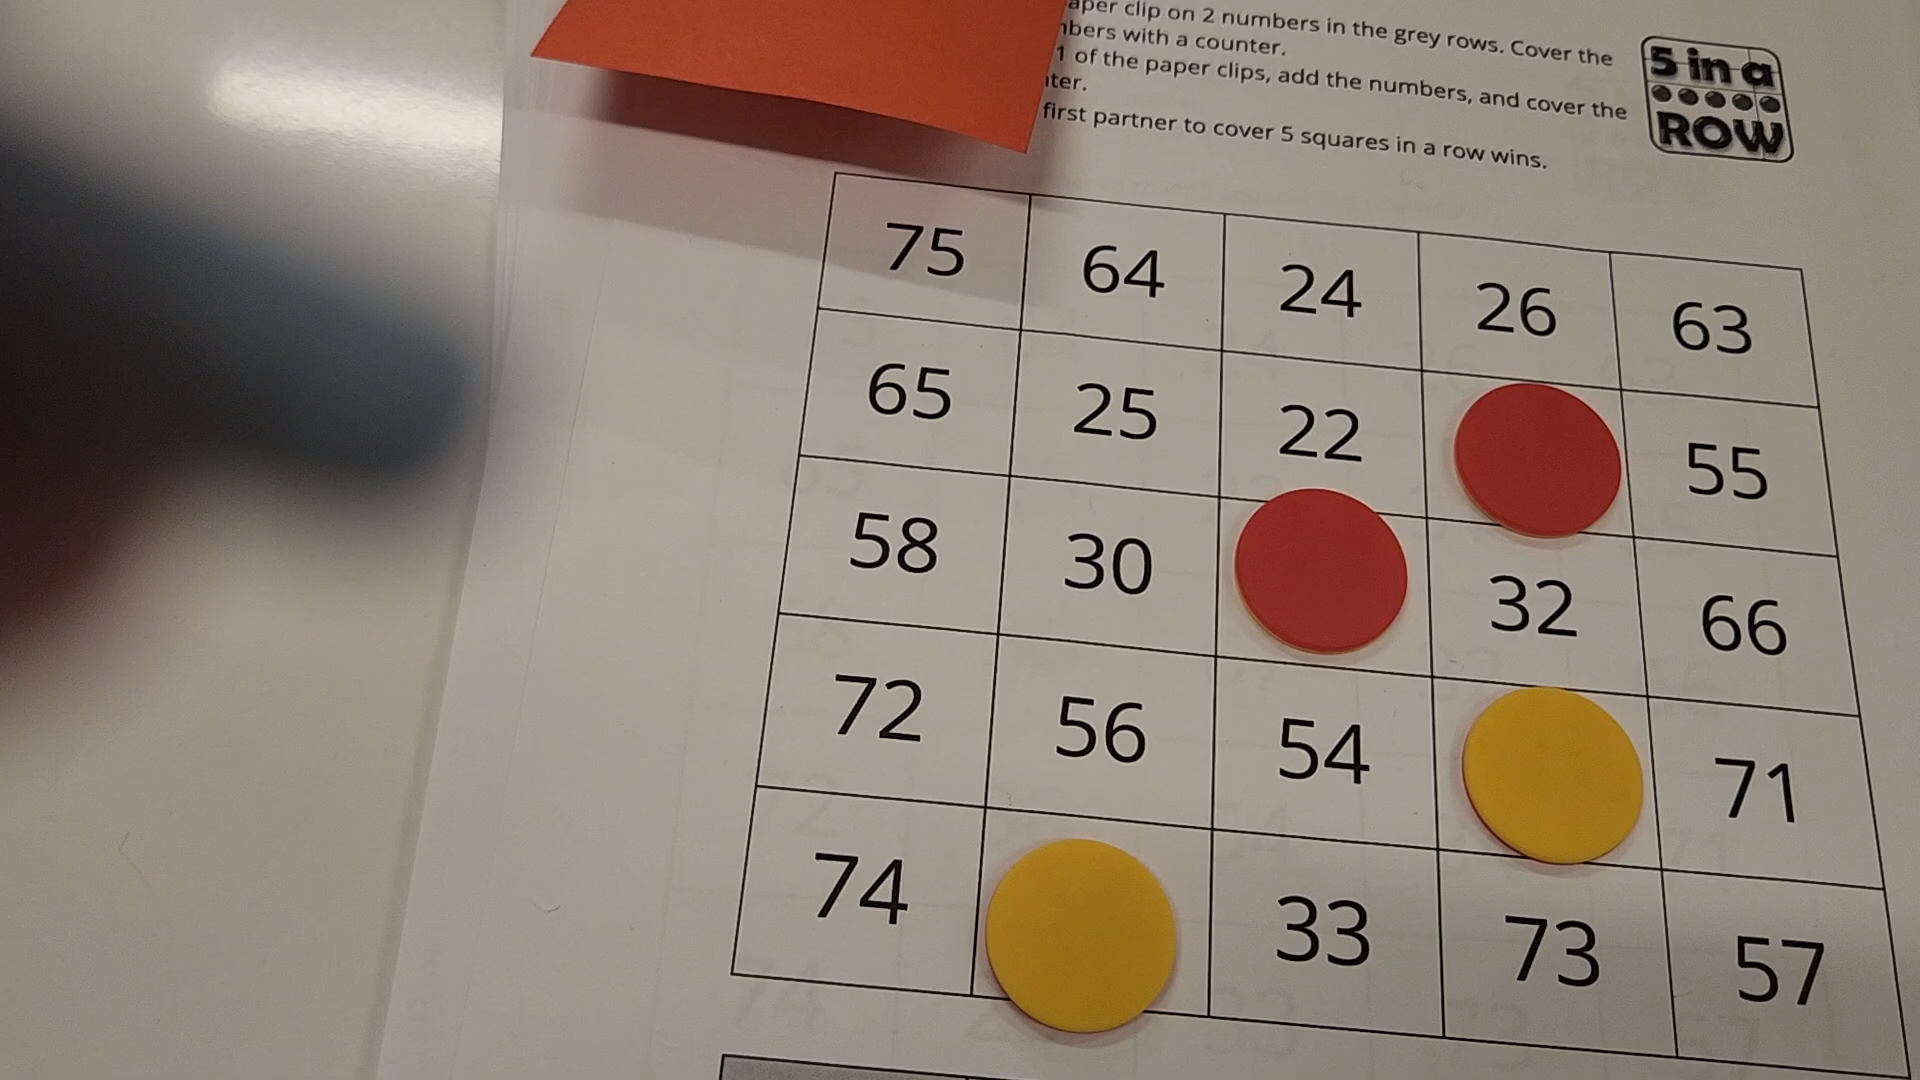 aper clip on 2 numbers in the grey rows. Cover the
bers with a counter.
1 of the paper clips, add the numbers, and cover the
ter.
first partner to cover 5 squares in a row wins.
5 in a
ROW
75 64 24 26 63
65 25 22 55
58 30 32 66
72 56 54 71
74 33 73 57